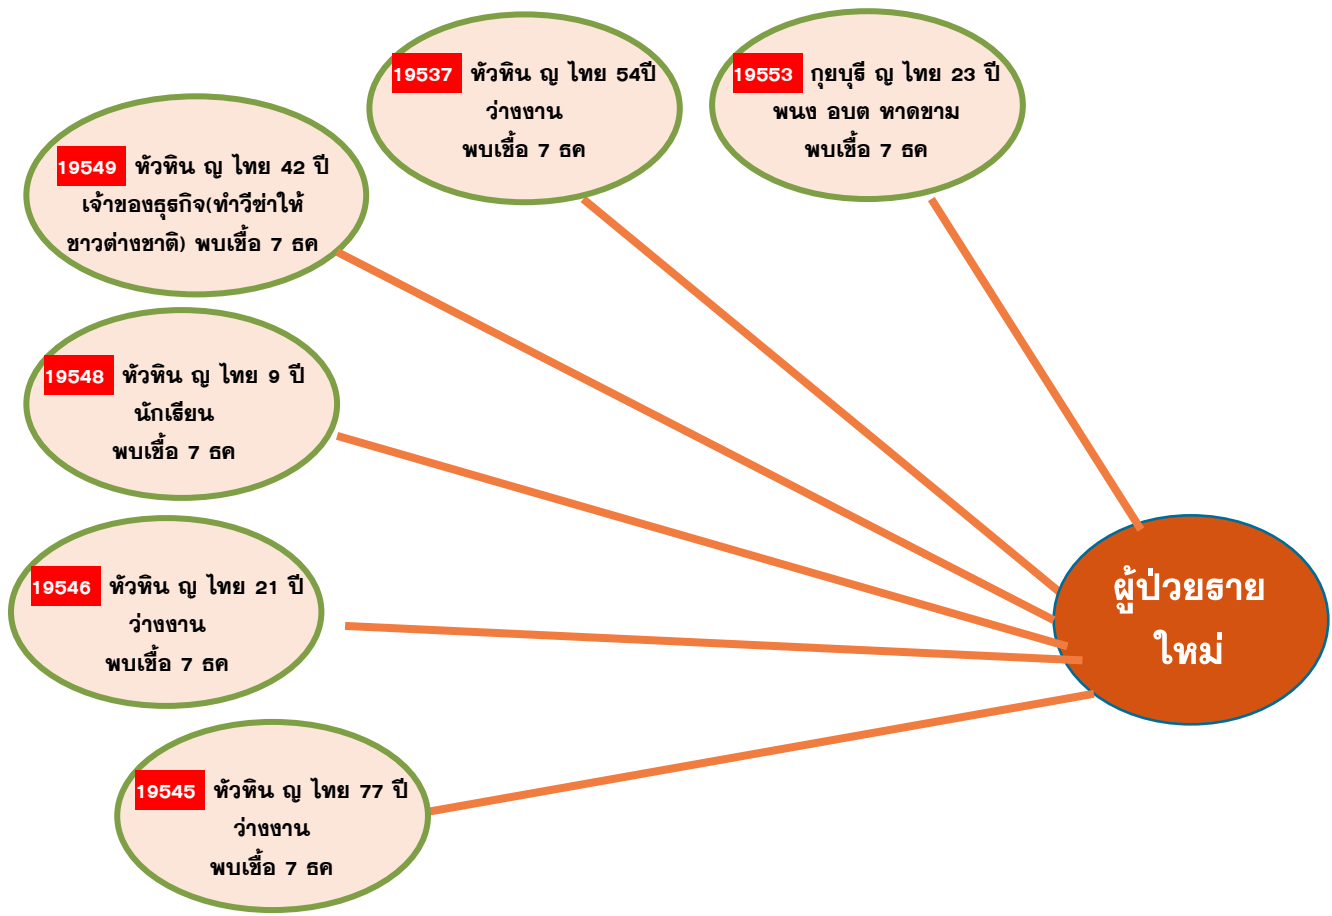 19537 หัวหิน ญ ไทย 54ปี
ว่างงาน
พบเชื้อ 7 ธค
19553 กุยบุรี ญ ไทย 23 ปี
พนง อบต หาดขาม
พบเชื้อ 7 ธค
19549 หัวหิน ญ ไทย 42 ปี
เจ้าของธุรกิจ(ทำวีซ่าให้
ชาวต่างชาติ) พบเชื้อ 7 ธค
19548 หัวหิน ญ ไทย 9 ปี
นักเรียน
พบเชื้อ 7 ธค
19546 หัวหิน ญ ไทย 21 ปี
ว่างงาน
พบเชื้อ 7 ธค
ผู้ป่วยราย
ใหม่
19545 หัวหิน ญ ไทย 77 ปี
ว่างงาน
พบเชื้อ 7 ธค